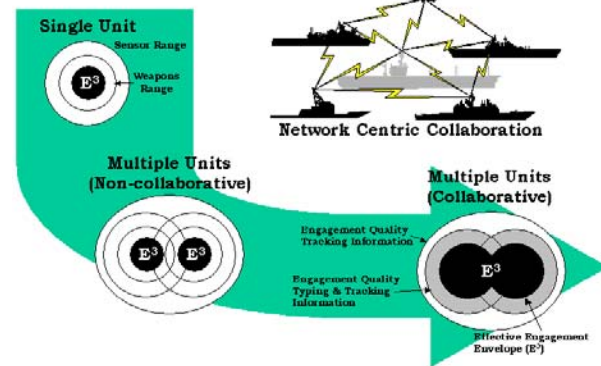 Single Unit
Sensor Range
Weapons
Range
E³
Network Centric Collaboration
Multiple Units
(Non-collaborative)
E³
E³
Multiple Units
(Collaborative)
Engagement Quality
Tracking Information
E³
Engagement Quality
Typing & Tracking
Information
Effective Engagement
Envelope (E³)